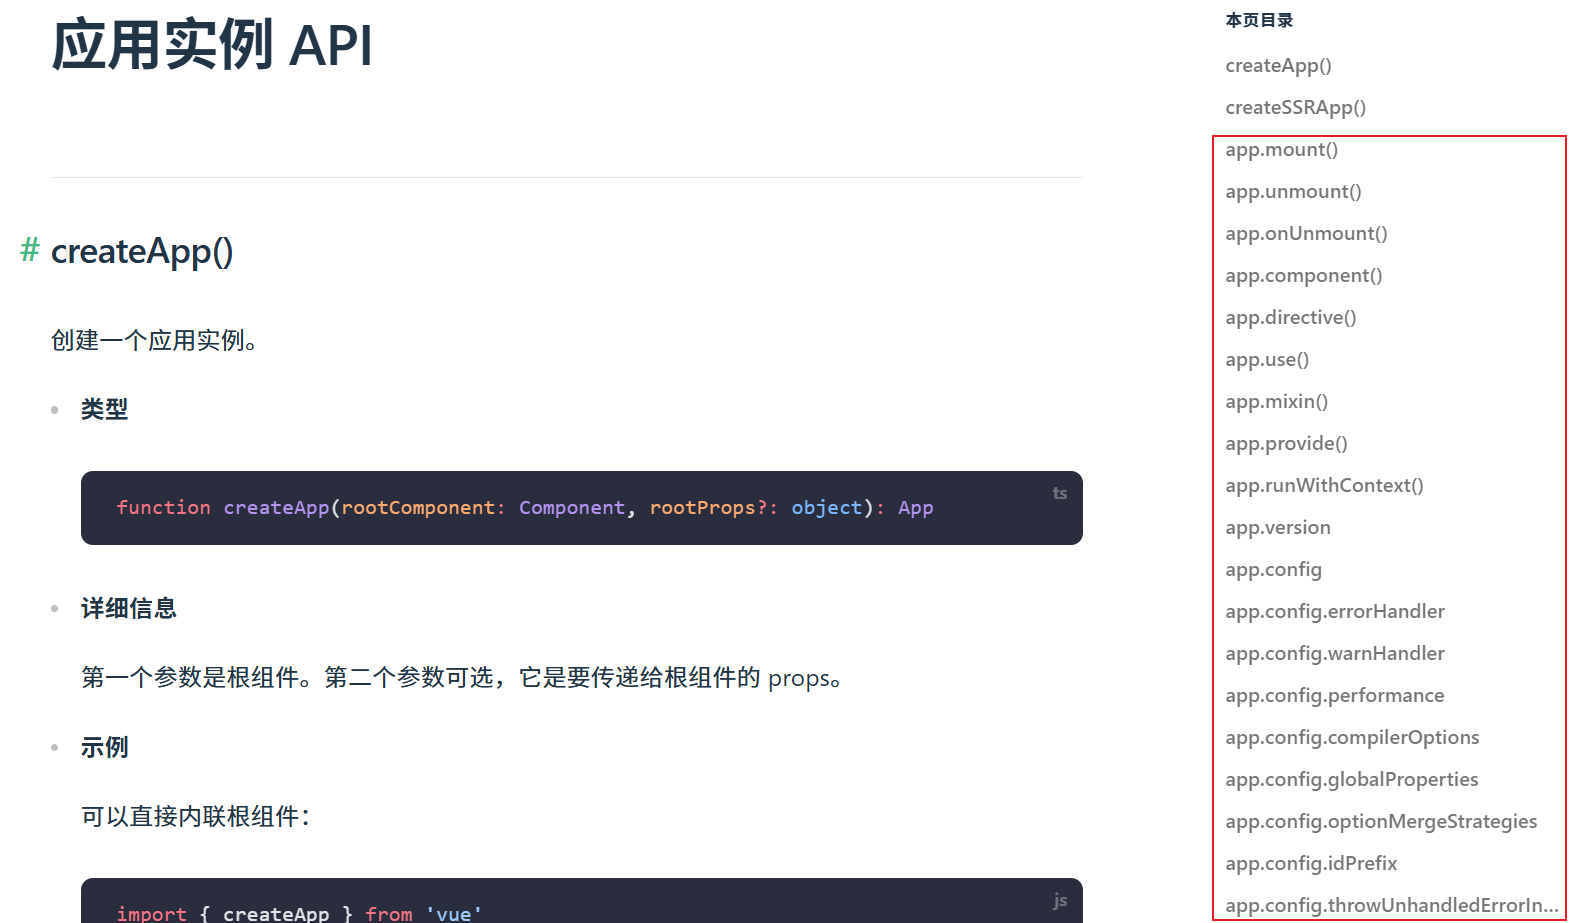 应用实例 API
# createApp()
创建一个应用实例。
类型
ts
function createApp(rootComponent: Component, rootProps?: object): App
详细信息
第一个参数是根组件。第二个参数可选，它是要传递给根组件的 props。
示例
可以直接内联根组件：
js
import { createApp } from 'vue'
本页目录
createApp()
createSSRApp()
app.mount()
app.unmount()
app.onUnmount()
app.component()
app.directive()
app.use()
app.mixin()
app.provide()
app.runWithContext()
app.version
app.config
app.config.errorHandler
app.config.warnHandler
app.config.performance
app.config.compilerOptions
app.config.globalProperties
app.config.optionMergeStrategies
app.config.idPrefix
app.config.throwUnhandledErrorIn...